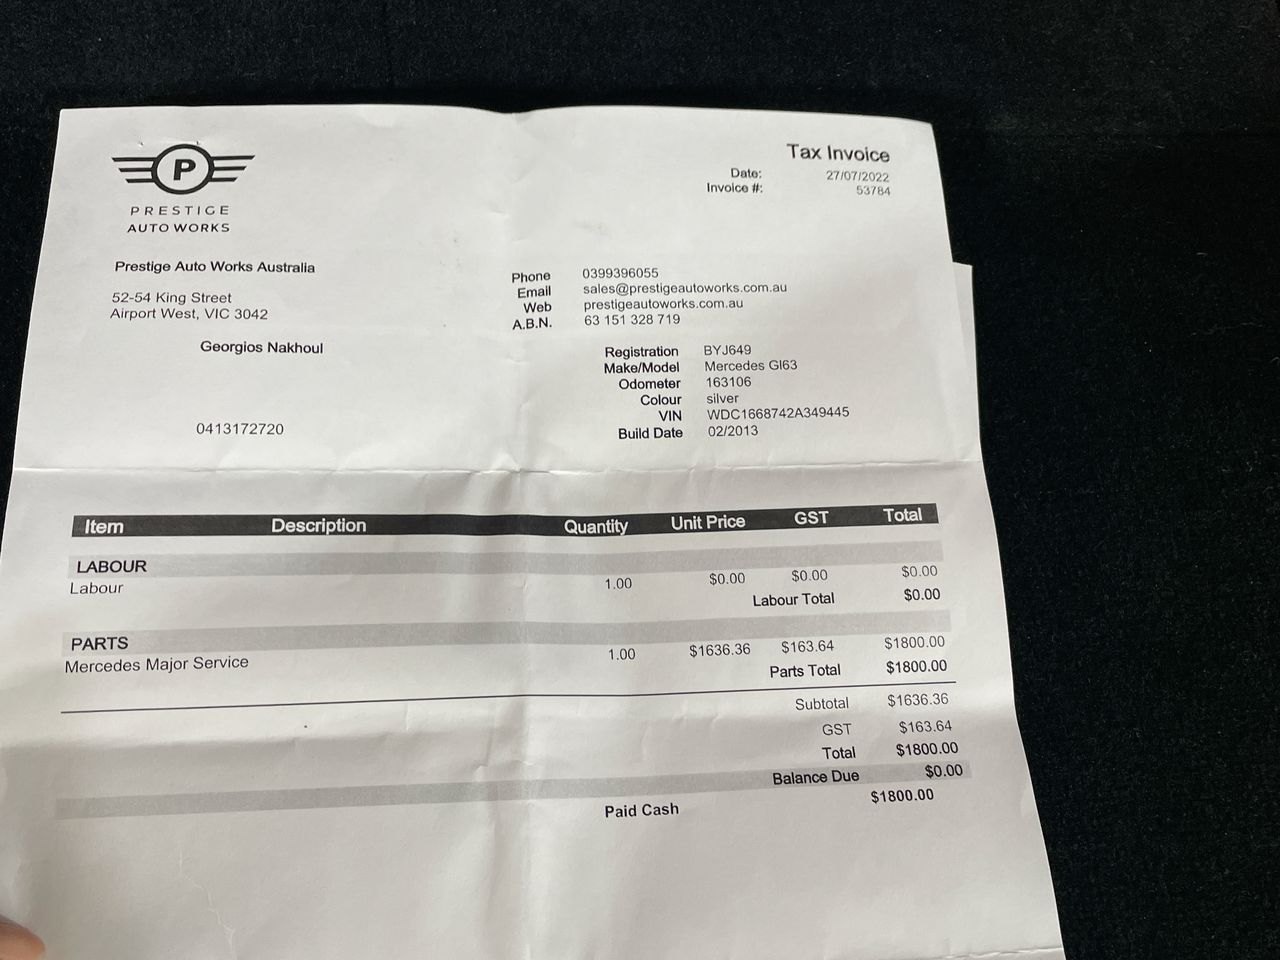 P
PRESTIGE
AUTO WORKS
Tax Invoice
Date: 27/07/2022
Invoice #: 53784
Prestige Auto Works Australia
52-54 King Street
Airport West, VIC 3042
Georgios Nakhoul
0413172720
Phone 0399396055
Email sales@prestigeautoworks.com.au
Web prestigeautoworks.com.au
A.B.N. 63 151 328 719
Registration BYJ649
Make/Model Mercedes Gl63
Odometer 163106
Colour silver
VIN WDC1668742A349445
Build Date 02/2013
Item Description Quantity Unit Price GST Total
LABOUR
Labour 1.00 $0.00 $0.00 $0.00
Labour Total $0.00
PARTS
Mercedes Major Service 1.00 $1636.36 $163.64 $1800.00
Parts Total $1800.00
Subtotal $1636.36
GST $163.64
Total $1800.00
Balance Due $0.00
Paid Cash $1800.00